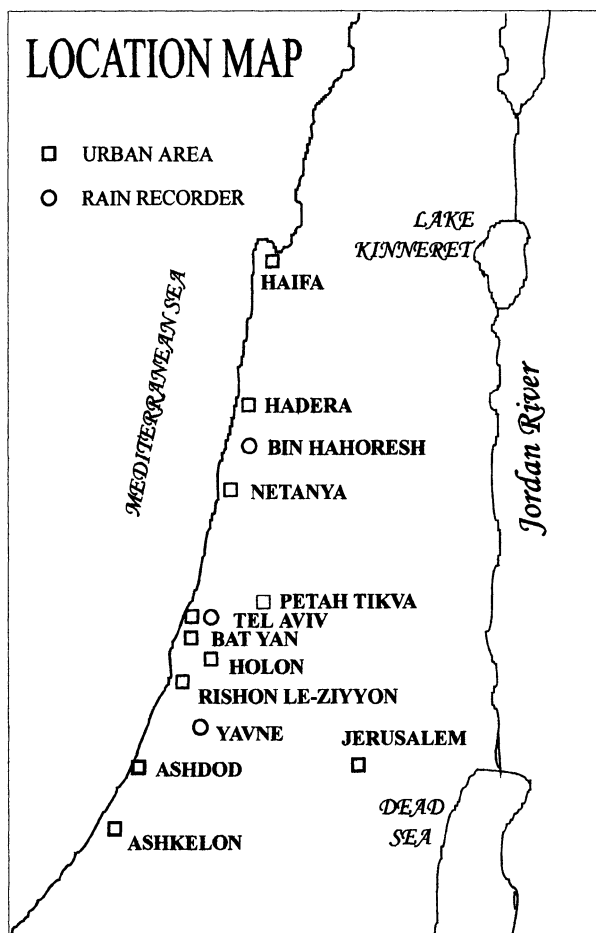 LOCATION MAP
URBAN AREA
RAIN RECORDER
LAKE
KINNERET
HAIFA
MEDITERRANEAN SEA
HADERA
BIN HAHORESH
Jordan River
NETANYA
PETAH TIKVA
TEL AVIV
BAT YAN
HOLON
RISHON LE-ZIYYON
YAVNE
JERUSALEM
ASHDOD
DEAD
SEA
ASHKELON